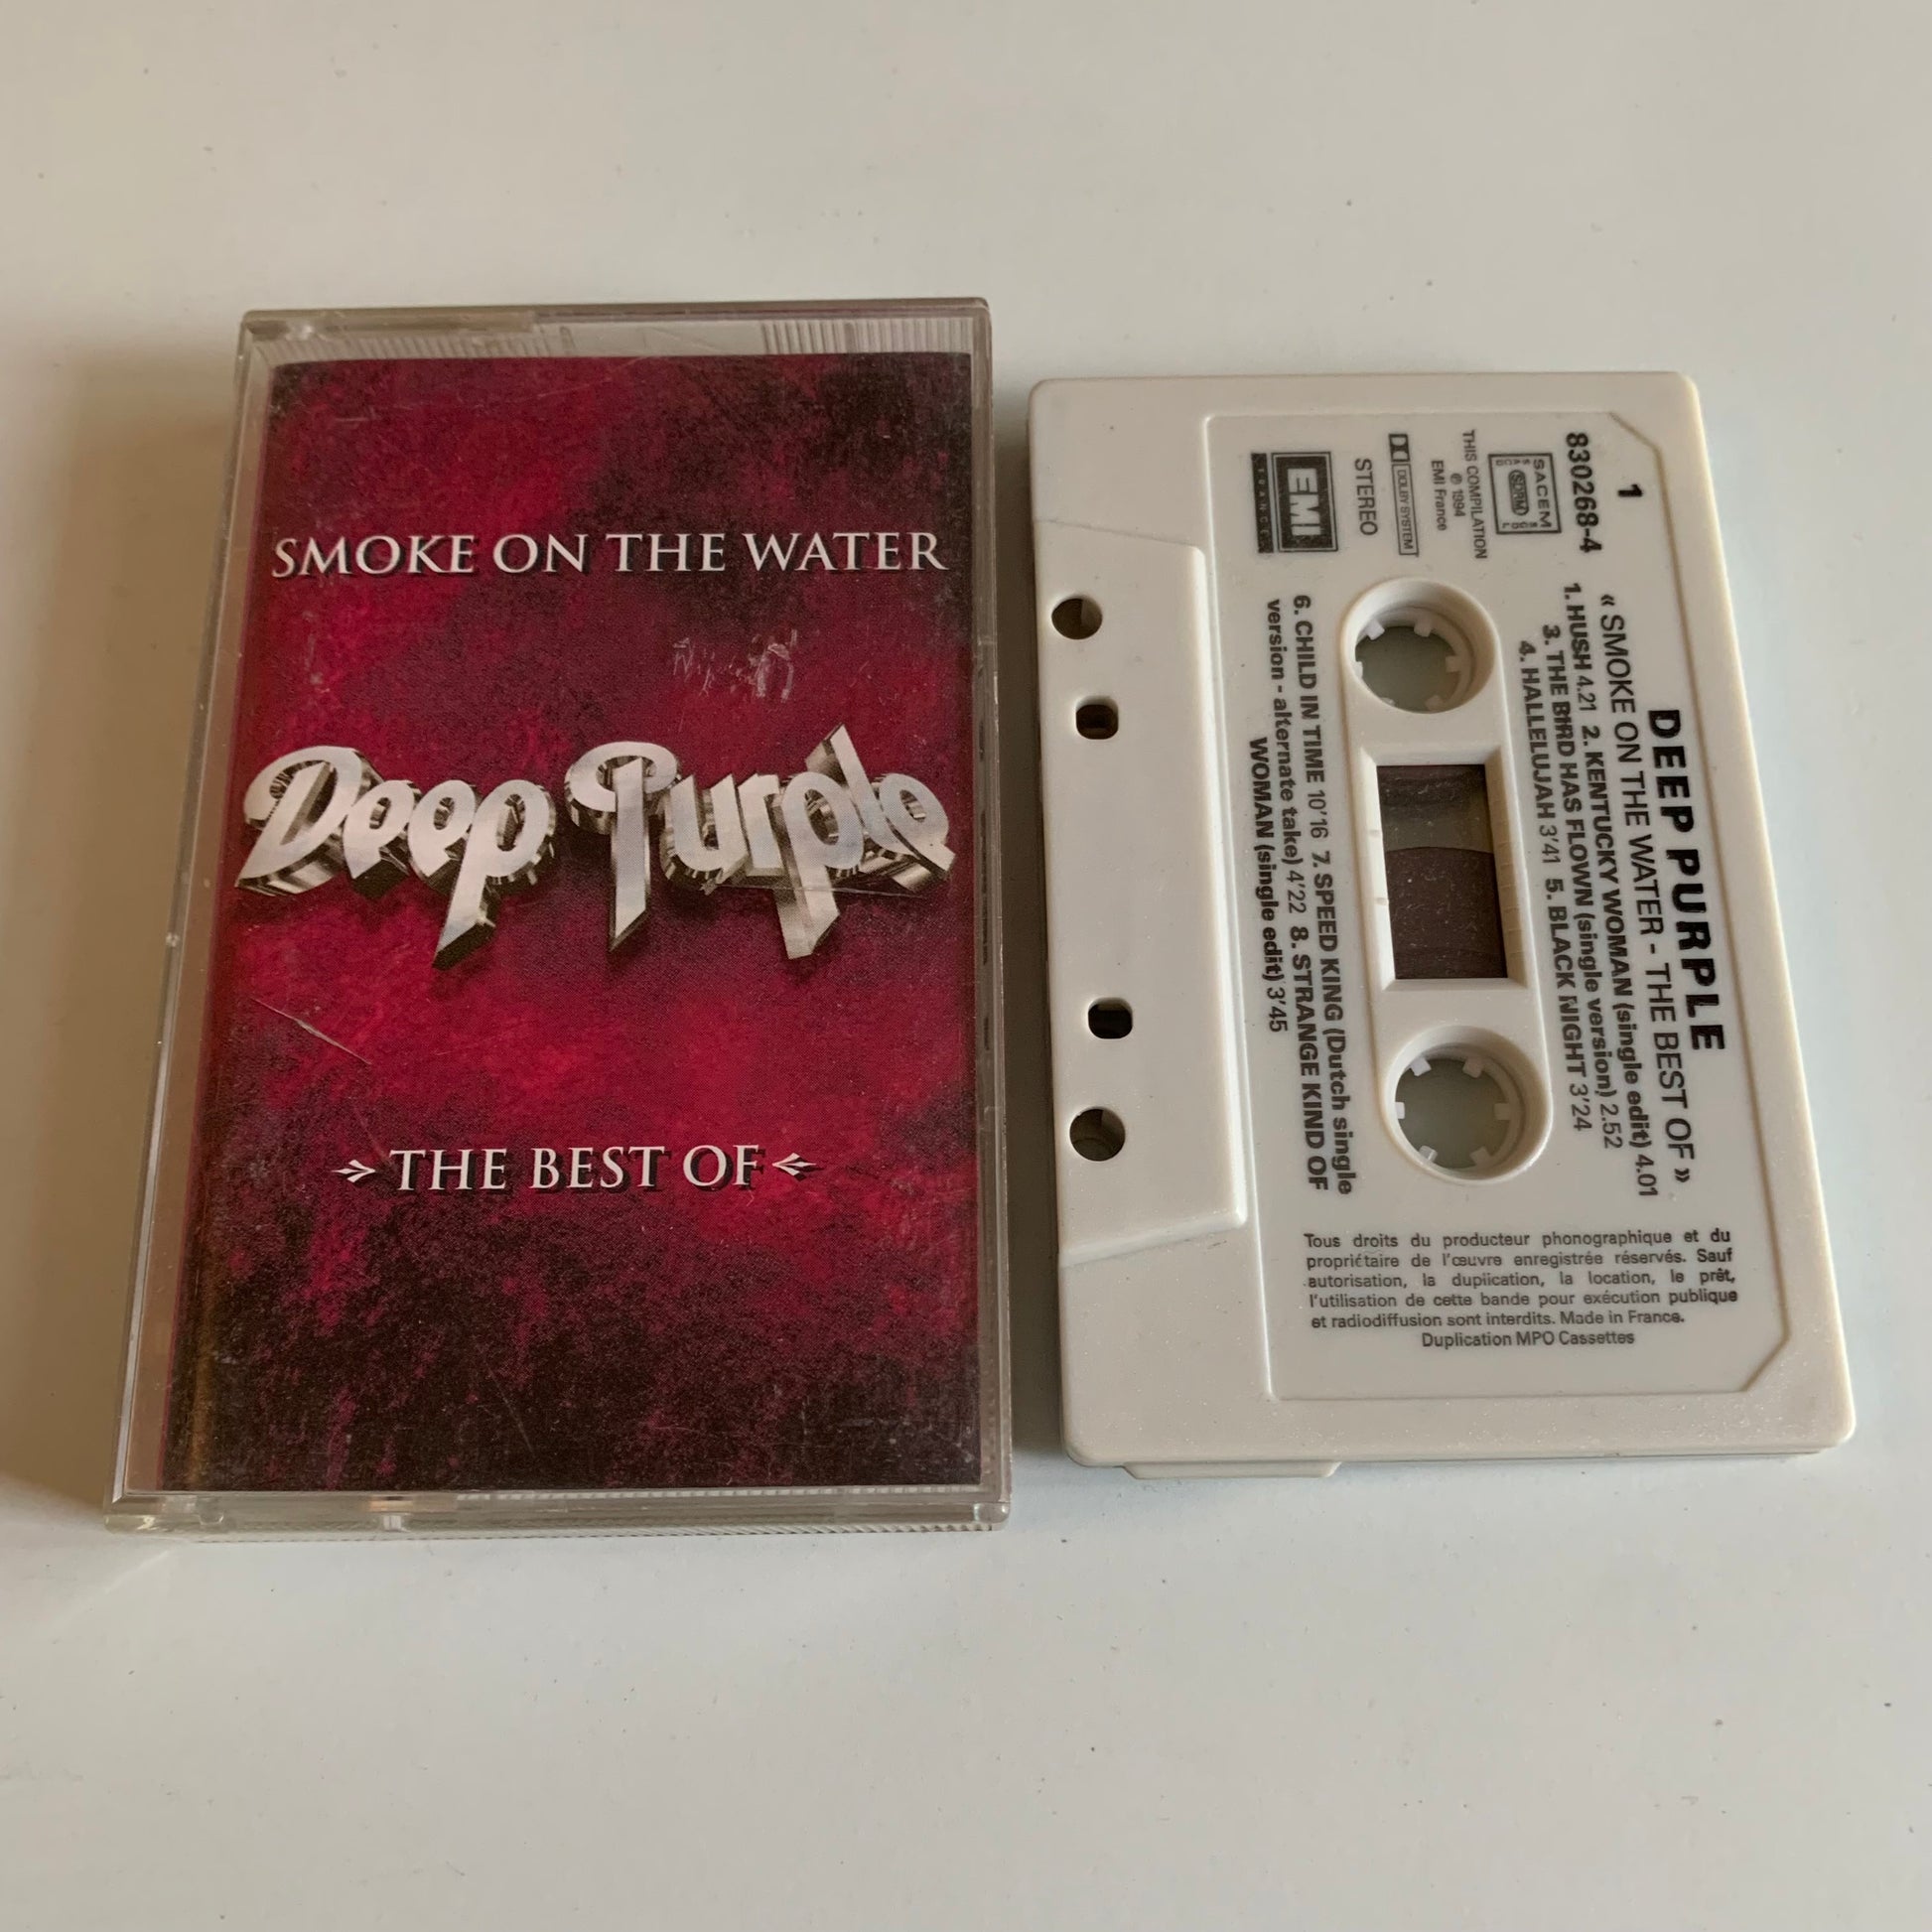 SMOKE ON THE WATER
Deep Purple
THE BEST OF
1
830268-4
SACEM
SDRM
THIS COMPILATION
℗ 1994
EMI France
DOLBY SYSTEM
STEREO
EMI
FRANCE
DEEP PURPLE
« SMOKE ON THE WATER - THE BEST OF »
1. HUSH 4.21 2. KENTUCKY WOMAN (single edit) 4.01
3. THE BIRD HAS FLOWN (single version) 2.52
4. HALLELUJAH 3'41 5. BLACK NIGHT 3'24
6. CHILD IN TIME 10'16 7. SPEED KING (Dutch single
version - alternate take) 4'22 8. STRANGE KIND OF
WOMAN (single edit) 3'45
Tous droits du producteur phonographique et du
propriétaire de l'œuvre enregistrée réservés. Sauf
autorisation, la duplication, la location, le prêt,
l'utilisation de cette bande pour exécution publique
et radiodiffusion sont interdits. Made in France.
Duplication MPO Cassettes